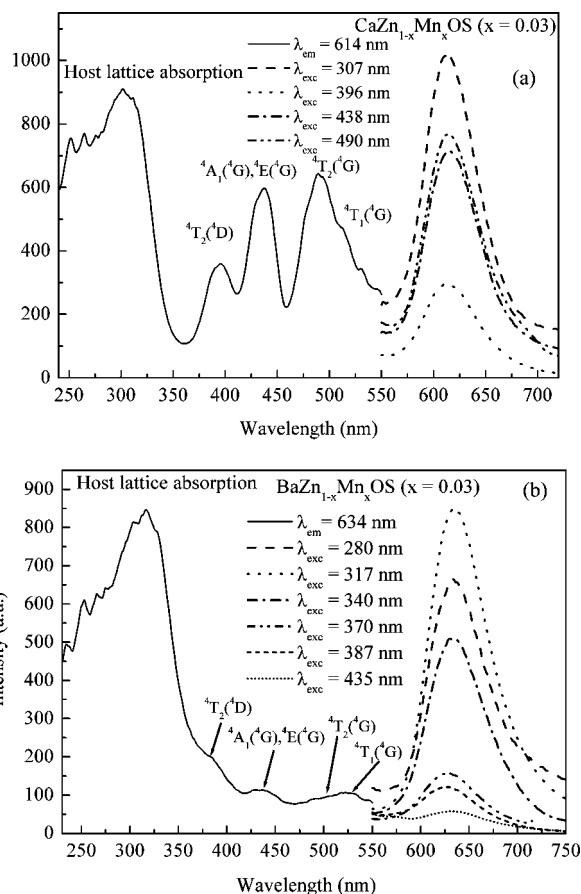 CaZn₁₋ₓMnₓOS (x = 0.03)
(a)
Host lattice absorption
λem = 614 nm
λexc = 307 nm
λexc = 396 nm
λexc = 438 nm
λexc = 490 nm
⁴T₂(⁴D)
⁴A₁(⁴G),⁴E(⁴G)
⁴T₂(⁴G)
⁴T₁(⁴G)
1000
800
600
400
200
0
250 300 350 400 450 500 550 600 650 700
Wavelength (nm)
Host lattice absorption
BaZn₁₋ₓMnₓOS (x = 0.03)
(b)
λem = 634 nm
λexc = 280 nm
λexc = 317 nm
λexc = 340 nm
λexc = 370 nm
λexc = 387 nm
λexc = 435 nm
⁴T₂(⁴D)
⁴A₁(⁴G),⁴E(⁴G)
⁴T₂(⁴G)
⁴T₁(⁴G)
900
800
700
600
500
400
300
200
100
0
250 300 350 400 450 500 550 600 650 700 750
Wavelength (nm)
(a.u.)